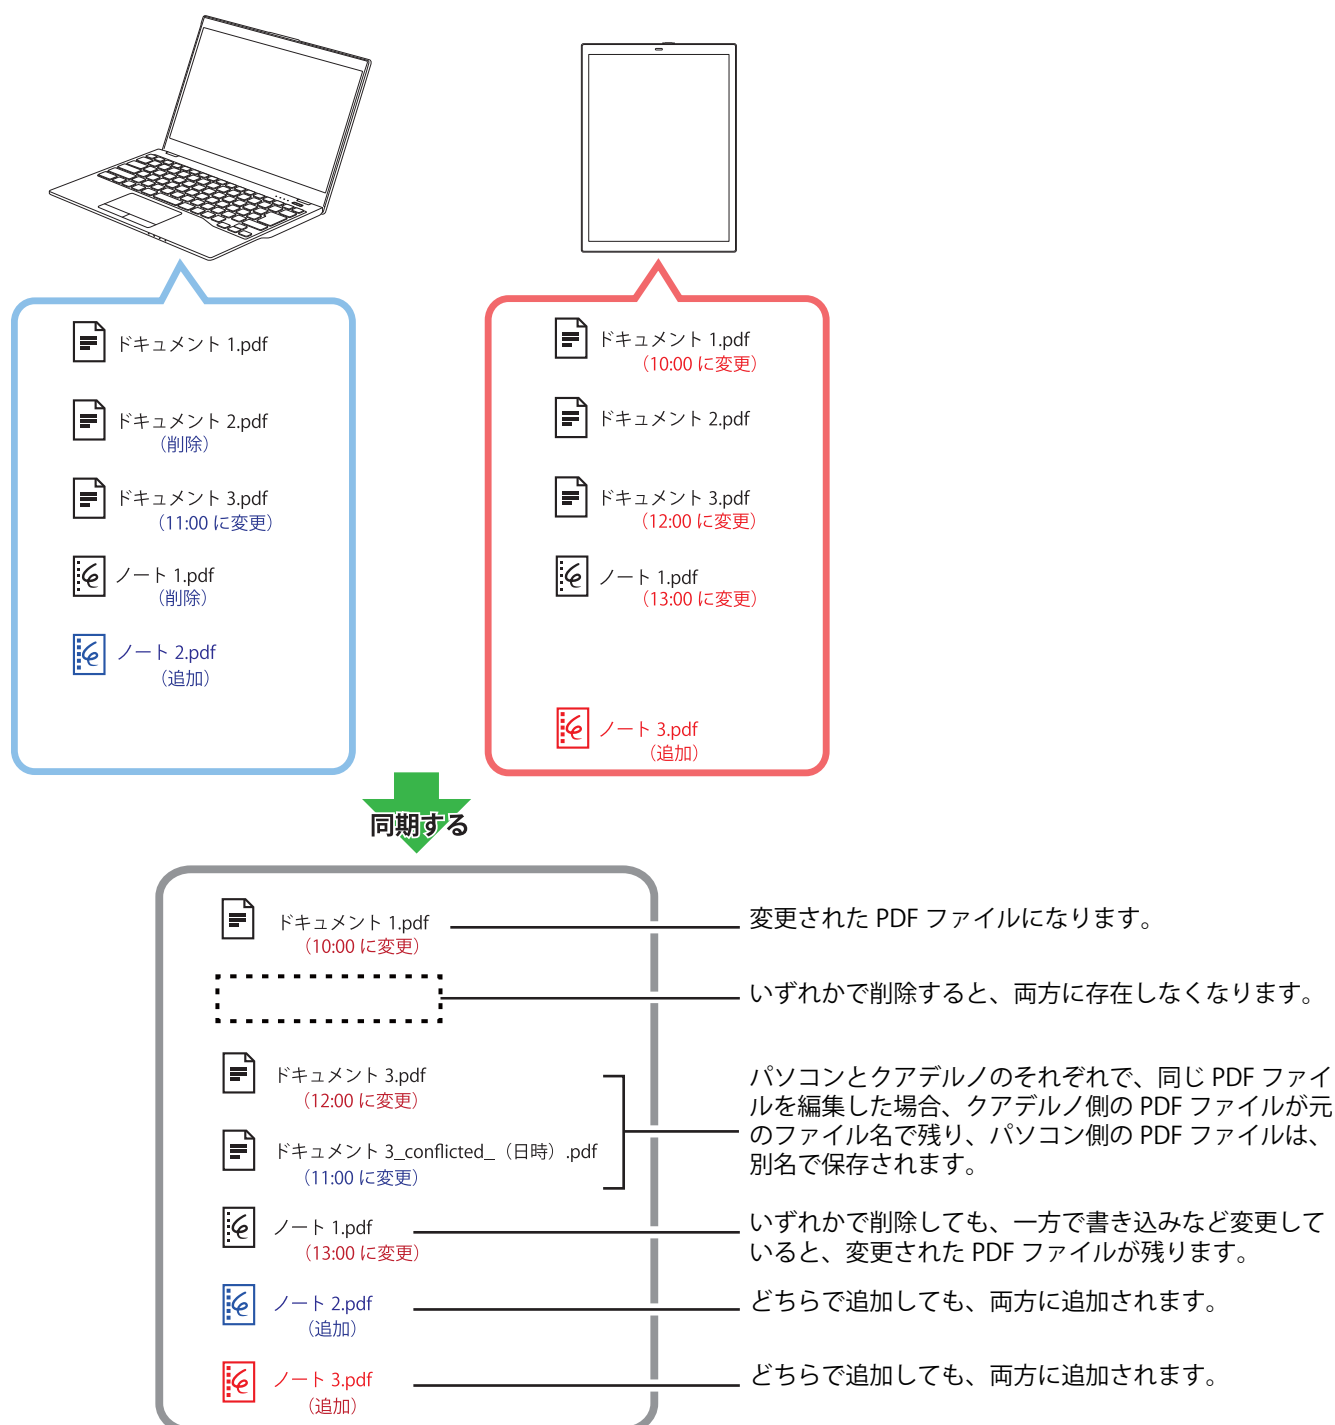 ドキュメント 1.pdf
ドキュメント 2.pdf
（削除）
ドキュメント 3.pdf
（11:00 に変更）
ノート 1.pdf
（削除）
ノート 2.pdf
（追加）
ドキュメント 1.pdf
（10:00 に変更）
ドキュメント 2.pdf
ドキュメント 3.pdf
（12:00 に変更）
ノート 1.pdf
（13:00 に変更）
ノート 3.pdf
（追加）
同期する
ドキュメント 1.pdf
（10:00 に変更）
変更された PDF ファイルになります。
いずれかで削除すると、両方に存在しなくなります。
ドキュメント 3.pdf
（12:00 に変更）
ドキュメント 3_conflicted_（日時）.pdf
（11:00 に変更）
パソコンとクアデルノのそれぞれで、同じ PDF ファイ
ルを編集した場合、クアデルノ側の PDF ファイルが元
のファイル名で残り、パソコン側の PDF ファイルは、
別名で保存されます。
ノート 1.pdf
（13:00 に変更）
いずれかで削除しても、一方で書き込みなど変更して
いると、変更された PDF ファイルが残ります。
ノート 2.pdf
（追加）
どちらで追加しても、両方に追加されます。
ノート 3.pdf
（追加）
どちらで追加しても、両方に追加されます。